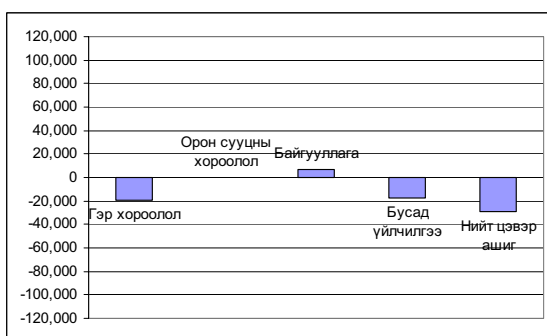 120,000
100,000
80,000
60,000
40,000
20,000
0
-20,000
-40,000
-60,000
-80,000
-100,000
-120,000
Орон сууцны
хороолол
Байгууллага
Гэр хороолол
Бусад
үйлчилгээ
Нийт цэвэр
ашиг